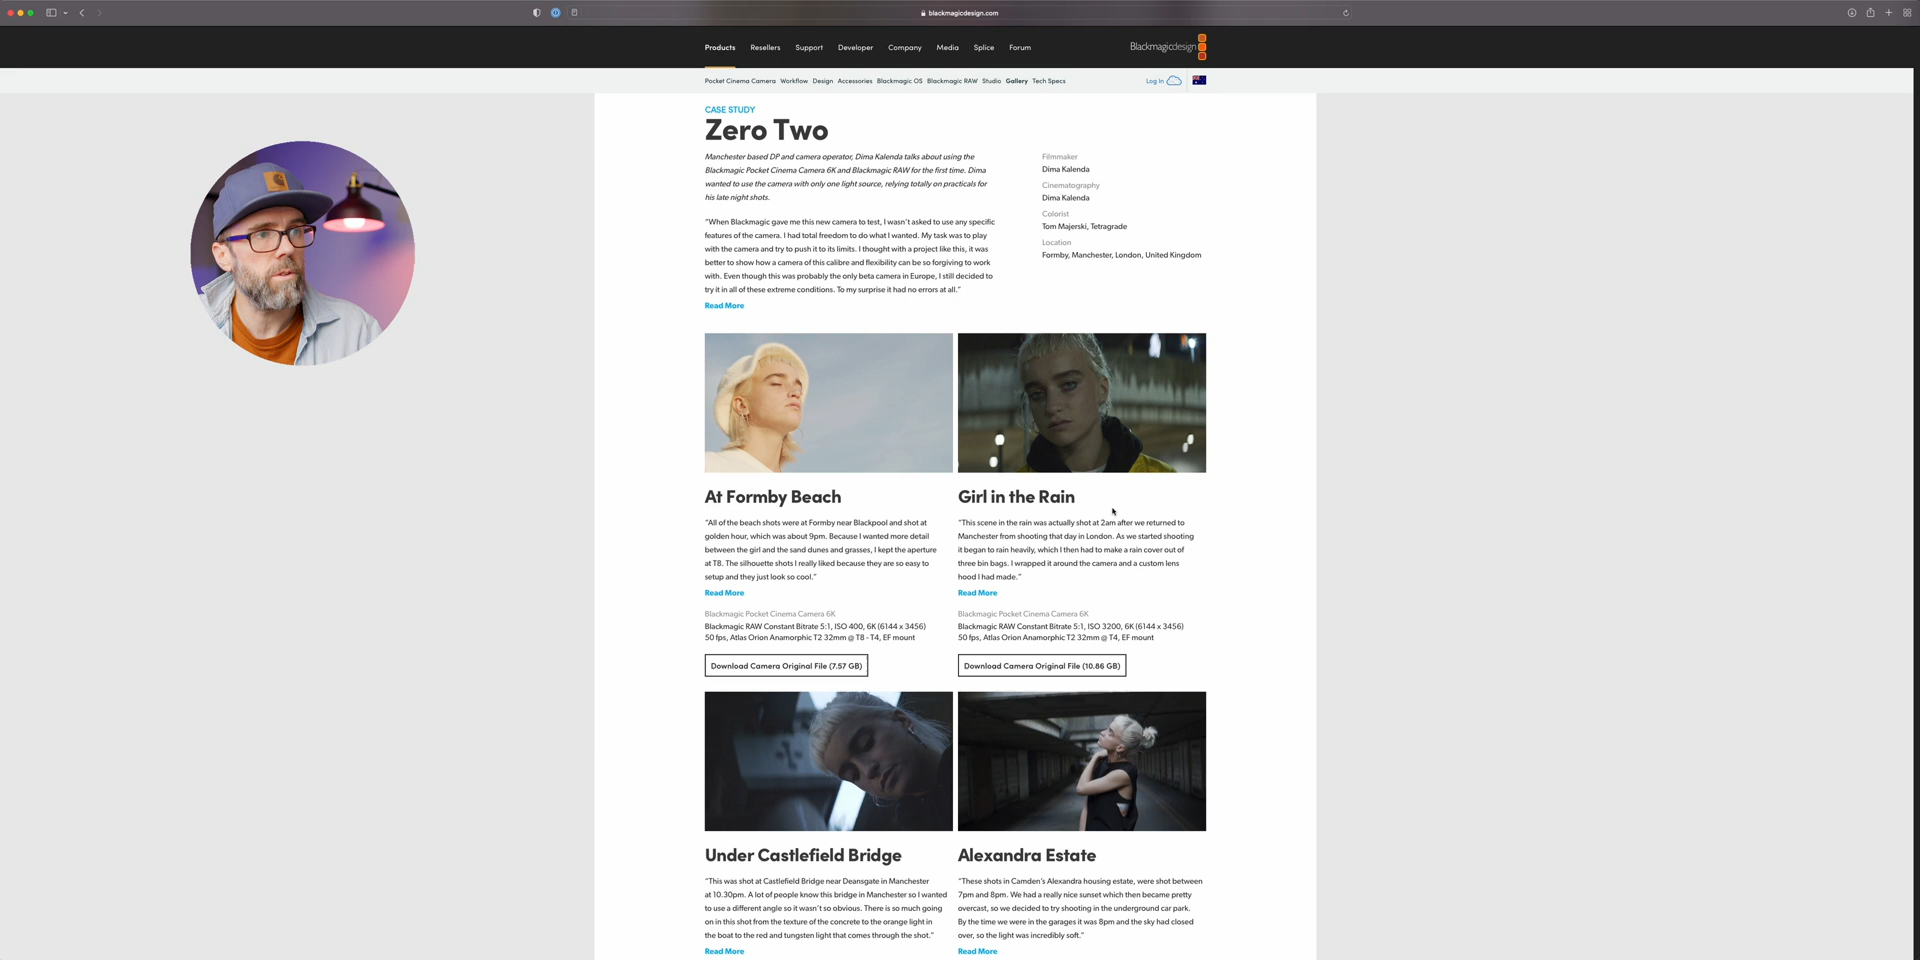 blackmagicdesign.com
Products Resellers Support Developer Company Media Splice Forum
Blackmagicdesign
Pocket Cinema Camera Workflow Design Accessories Blackmagic OS Blackmagic RAW Studio Gallery Tech Specs
Log In
CASE STUDY
Zero Two
Manchester based DP and camera operator, Dima Kalenda talks about using the
Blackmagic Pocket Cinema Camera 6K and Blackmagic RAW for the first time. Dima
wanted to use the camera with only one light source, relying totally on practicals for
his late night shots.
"When Blackmagic gave me this new camera to test, I wasn't asked to use any specific
features of the camera. I had total freedom to do what I wanted. My task was to play
with the camera and try to push it to its limits. I thought with a project like this, it was
better to show how a camera of this calibre and flexibility can be so forgiving to work
with. Even though this was probably the only beta camera in Europe, I still decided to
try it in all of these extreme conditions. To my surprise it had no errors at all."
Read More
Filmmaker
Dima Kalenda
Cinematography
Dima Kalenda
Colorist
Tom Majerski, Tetragrade
Location
Formby, Manchester, London, United Kingdom
At Formby Beach
"All of the beach shots were at Formby near Blackpool and shot at
golden hour, which was about 9pm. Because I wanted more detail
between the girl and the sand dunes and grasses, I kept the aperture
at T8. The silhouette shots I really liked because they are so easy to
setup and they just look so cool."
Read More
Blackmagic Pocket Cinema Camera 6K
Blackmagic RAW Constant Bitrate 5:1, ISO 400, 6K (6144 x 3456)
50 fps, Atlas Orion Anamorphic T2 32mm @ T8 - T4, EF mount
Download Camera Original File (7.57 GB)
Girl in the Rain
"This scene in the rain was actually shot at 2am after we returned to
Manchester from shooting that day in London. As we started shooting
it began to rain heavily, which I then had to make a rain cover out of
three bin bags. I wrapped it around the camera and a custom lens
hood I had made."
Read More
Blackmagic Pocket Cinema Camera 6K
Blackmagic RAW Constant Bitrate 5:1, ISO 3200, 6K (6144 x 3456)
50 fps, Atlas Orion Anamorphic T2 32mm @ T4, EF mount
Download Camera Original File (10.86 GB)
Under Castlefield Bridge
"This was shot at Castlefield Bridge near Deansgate in Manchester
at 10.30pm. A lot of people know this bridge in Manchester so I wanted
to use a different angle so it wasn't so obvious. There is so much going
on in this shot from the texture of the concrete to the orange light in
the boat to the red and tungsten light that comes through the shot."
Read More
Alexandra Estate
"These shots in Camden's Alexandra housing estate, were shot between
7pm and 8pm. We had a really nice sunset which then became pretty
overcast, so we decided to try shooting in the underground car park.
By the time we were in the garages it was 8pm and the sky had closed
over, so the light was incredibly soft."
Read More